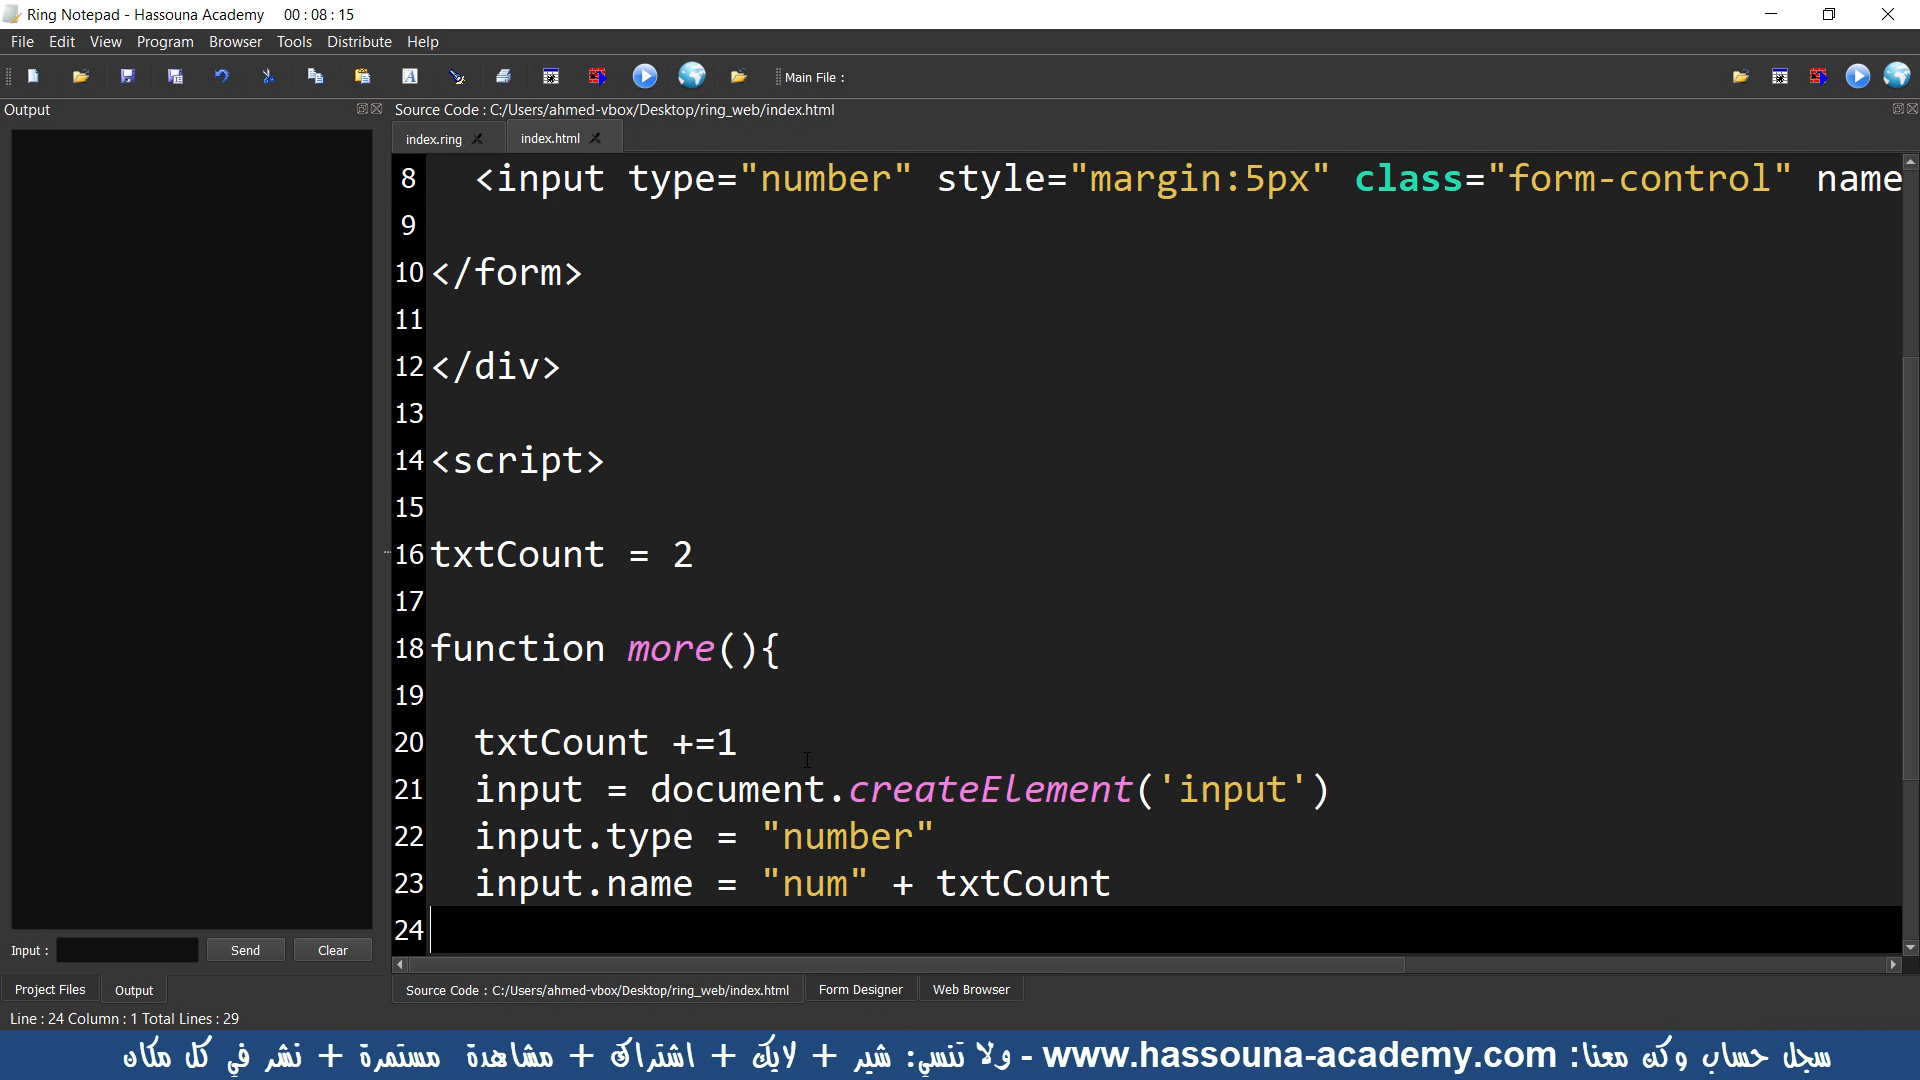 Ring Notepad - Hassouna Academy 00 : 08 : 15
File Edit View Program Browser Tools Distribute Help
Main File :
Output
Source Code : C:/Users/ahmed-vbox/Desktop/ring_web/index.html
index.ring
index.html
8 <input type="number" style="margin:5px" class="form-control" name
9
10 </form>
11
12 </div>
13
14 <script>
15
16 txtCount = 2
17
18 function more(){
19
20 txtCount +=1
21 input = document.createElement('input')
22 input.type = "number"
23 input.name = "num" + txtCount
24
Input : Send Clear
Project Files Output
Source Code : C:/Users/ahmed-vbox/Desktop/ring_web/index.html Form Designer Web Browser
Line : 24 Column : 1 Total Lines : 29
سجل حساب وكن معنا: www.hassouna-academy.com - ولا تنسى: شير + لايك + اشتراك + مشاهدة مستمرة + نشر في كل مكان